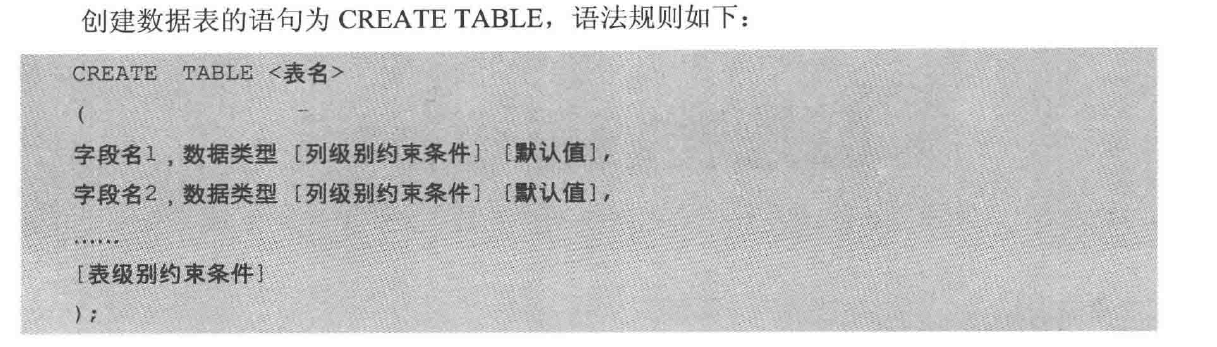 创建数据表的语句为 CREATE TABLE，语法规则如下：
CREATE TABLE <表名>
(
字段名1,数据类型 [列级别约束条件] [默认值],
字段名2,数据类型 [列级别约束条件] [默认值],
……
[表级别约束条件]
);